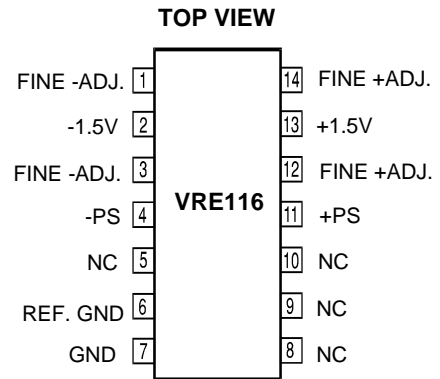 TOP VIEW
FINE -ADJ. 1 14 FINE +ADJ.
-1.5V 2 13 +1.5V
FINE -ADJ. 3 12 FINE +ADJ.
-PS 4 VRE116 11 +PS
NC 5 10 NC
REF. GND 6 9 NC
GND 7 8 NC